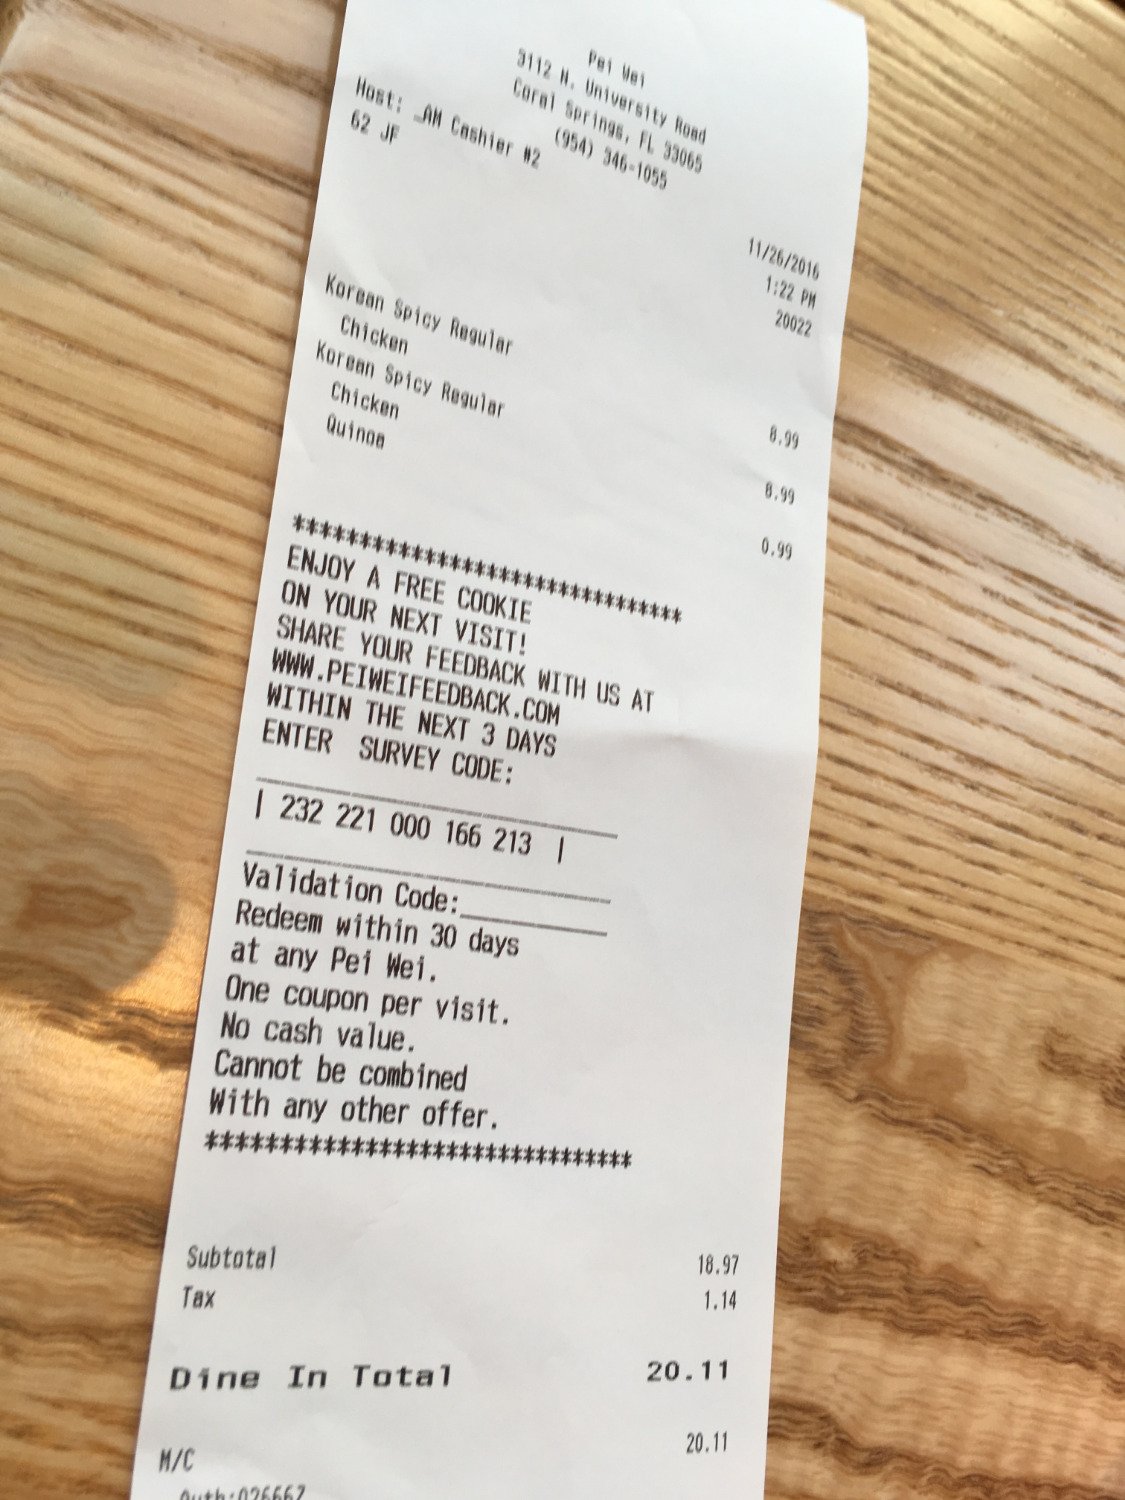 Pei Wei
3112 N. University Road
Coral Springs, FL 33065
(954) 346-1055
Host: _AM Cashier #2
62 JF
11/26/2016
1:22 PM
20022
Korean Spicy Regular
Chicken 8.99
Korean Spicy Regular
Chicken 8.99
Quinoa 0.99
********************************
ENJOY A FREE COOKIE
ON YOUR NEXT VISIT!
SHARE YOUR FEEDBACK WITH US AT
WWW.PEIWEIFEEDBACK.COM
WITHIN THE NEXT 3 DAYS
ENTER SURVEY CODE:
| 232 221 000 166 213 |
Validation Code:__________
Redeem within 30 days
at any Pei Wei.
One coupon per visit.
No cash value.
Cannot be combined
With any other offer.
********************************
Subtotal 18.97
Tax 1.14
Dine In Total 20.11
M/C 20.11